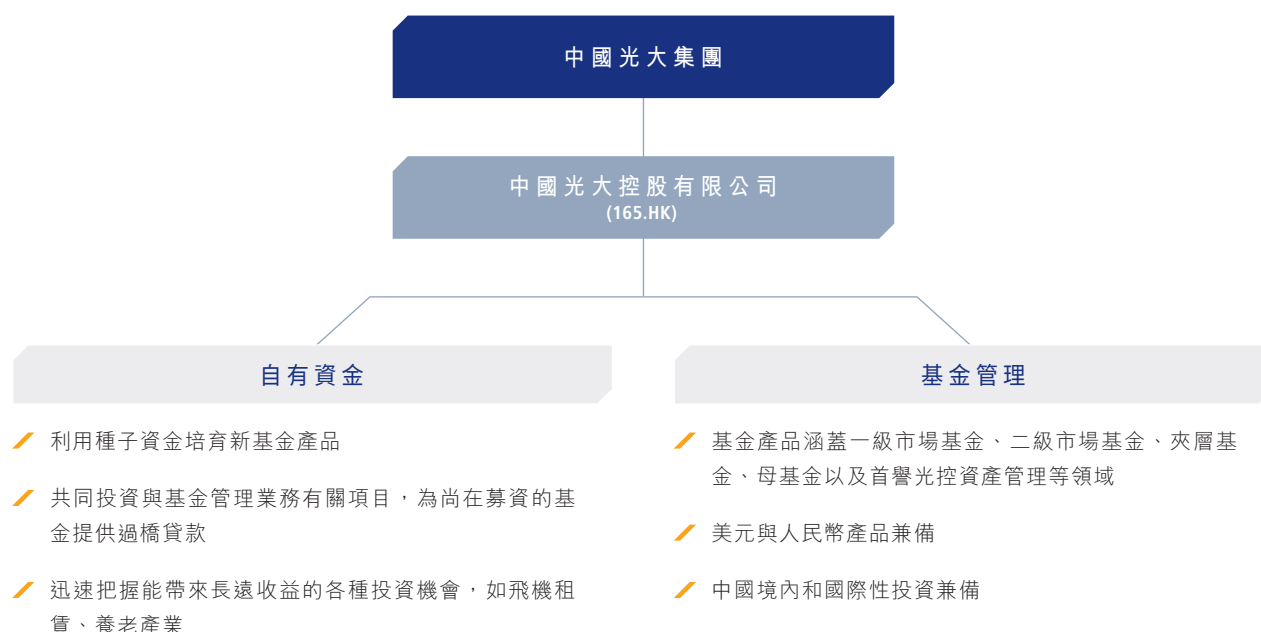 中國光大集團
中國光大控股有限公司
(165.HK)
自有資金
利用種子資金培育新基金產品
共同投資與基金管理業務有關項目，為尚在募資的基
金提供過橋貸款
迅速把握能帶來長遠收益的各種投資機會，如飛機租
賃、養老產業
基金管理
基金產品涵蓋一級市場基金、二級市場基金、夾層基
金、母基金以及首譽光控資產管理等領域
美元與人民幣產品兼備
中國境內和國際性投資兼備